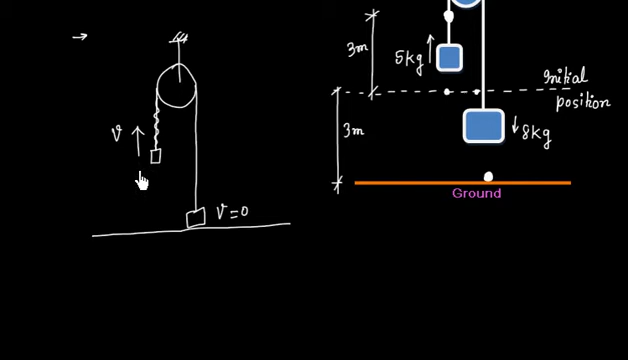 V
V=0
3m
5kg
Initial
position
3m
8kg
Ground